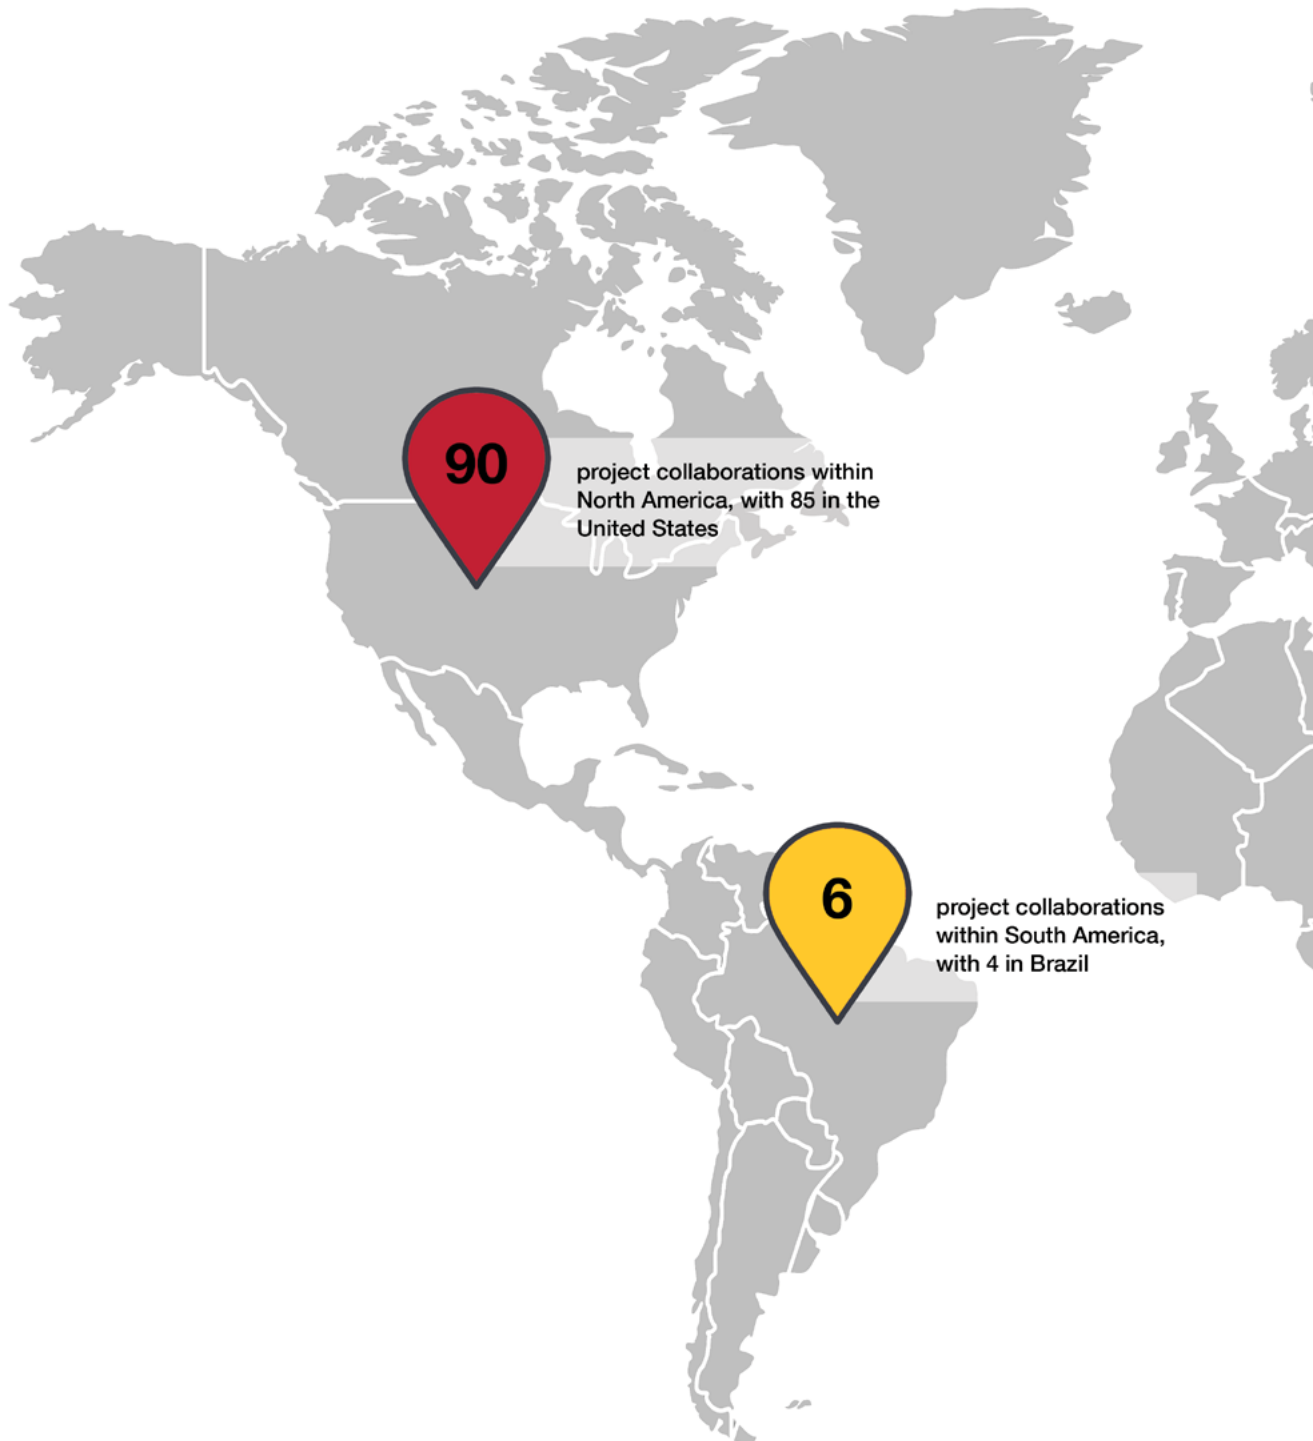 90
project collaborations within
North America, with 85 in the
United States
6
project collaborations
within South America,
with 4 in Brazil